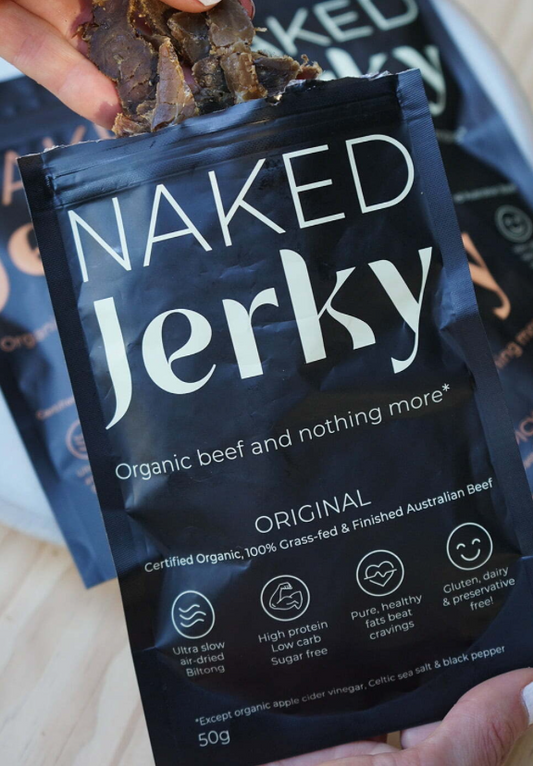 KED
ky
NAKED
Jerky
Organic beef and nothing more*
ORIGINAL
Certified Organic, 100% Grass-fed & Finished Australian Beef
Ultra slow
air-dried
Biltong
High protein
Low carb
Sugar free
Pure, healthy
fats beat
cravings
Gluten, dairy
& preservative
free!
*Except organic apple cider vinegar, Celtic sea salt & black pepper
50g